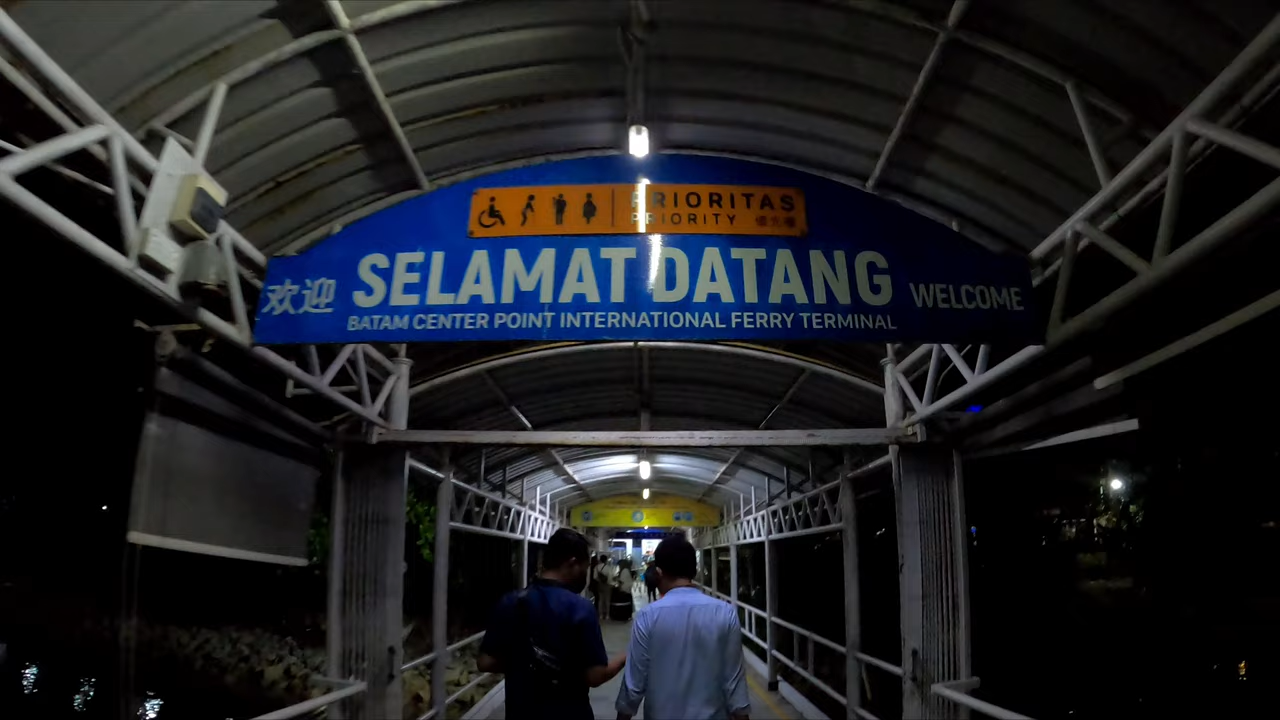 PRIORITAS
PRIORITY
欢迎 SELAMAT DATANG WELCOME
BATAM CENTER POINT INTERNATIONAL FERRY TERMINAL